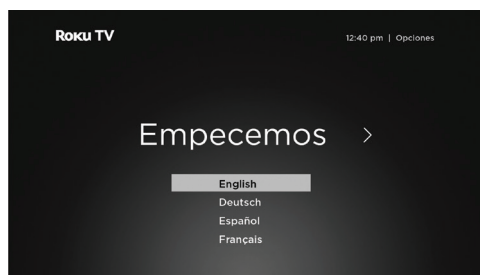 Roku TV
12:40 pm | Opciones
Empecemos >
English
Deutsch
Español
Français